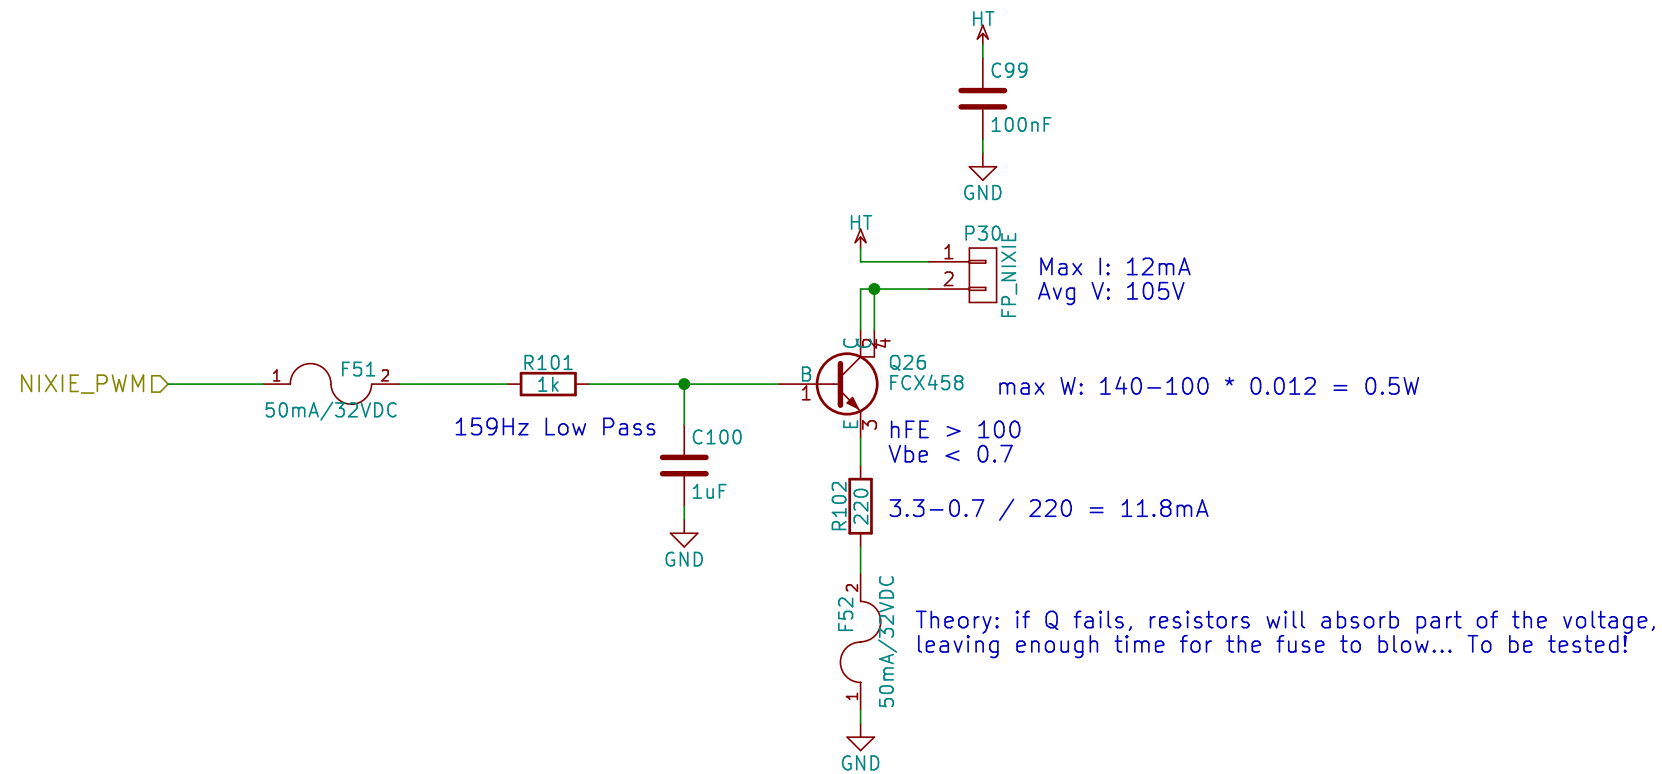 HT
C99
100nF
GND
HT
P30
FP_NIXIE
1
2
Max I: 12mA
Avg V: 105V
NIXIE_PWM
1
F51
2
50mA/32VDC
R101
1k
159Hz Low Pass
C100
1uF
GND
B
1
C
4
Q26
FCX458
E
3
max W: 140-100 * 0.012 = 0.5W
hFE > 100
Vbe < 0.7
R102
220
3.3-0.7 / 220 = 11.8mA
2
F52
50mA/32VDC
1
GND
Theory: if Q fails, resistors will absorb part of the voltage,
leaving enough time for the fuse to blow... To be tested!